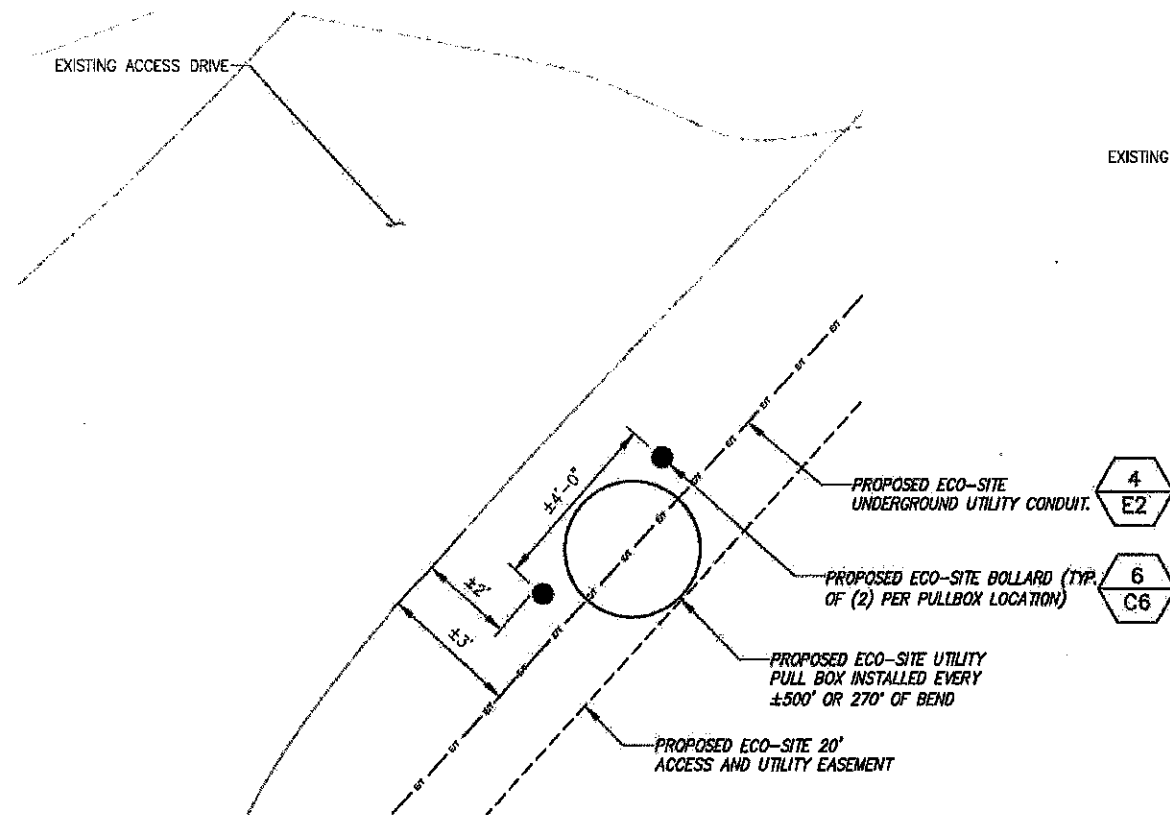 EXISTING ACCESS DRIVE
EXISTING
±4'-0"
±2'
±3'
PROPOSED ECO-SITE
UNDERGROUND UTILITY CONDUIT.
4
E2
PROPOSED ECO-SITE BOLLARD (TYP.
OF (2) PER PULLBOX LOCATION)
6
C6
PROPOSED ECO-SITE UTILITY
PULL BOX INSTALLED EVERY
±500' OR 270° OF BEND
PROPOSED ECO-SITE 20'
ACCESS AND UTILITY EASEMENT